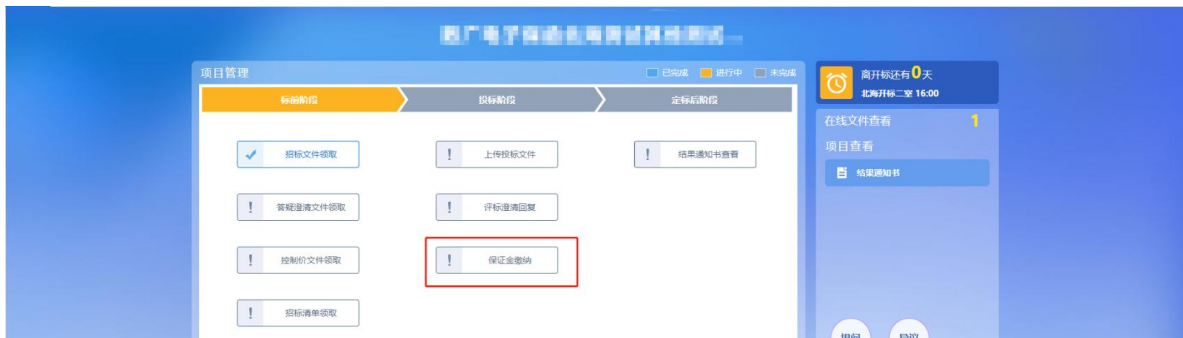 项目管理
已完成 进行中 未完成
标前阶段 投标阶段 定标后阶段
招标文件领取 上传投标文件 结果通知书查看
答疑澄清文件领取 评标澄清回复
控制价文件领取 保证金缴纳
招标清单领取
离开标还有0天
北海开标二室 16:00
在线文件查看 1
项目查看
结果通知书